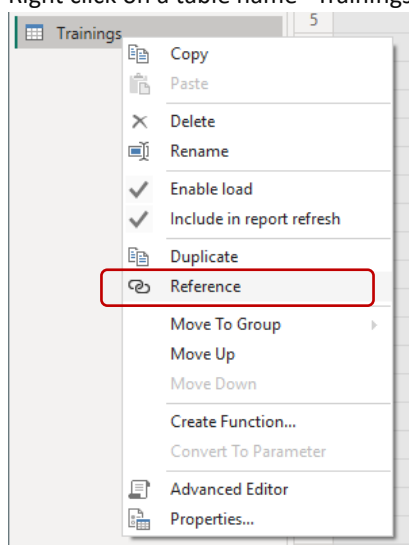 Right click on a table name "Trainings
5
Trainings
Copy
Paste
Delete
Rename
Enable load
Include in report refresh
Duplicate
Reference
Move To Group
Move Up
Move Down
Create Function...
Convert To Parameter
Advanced Editor
Properties...